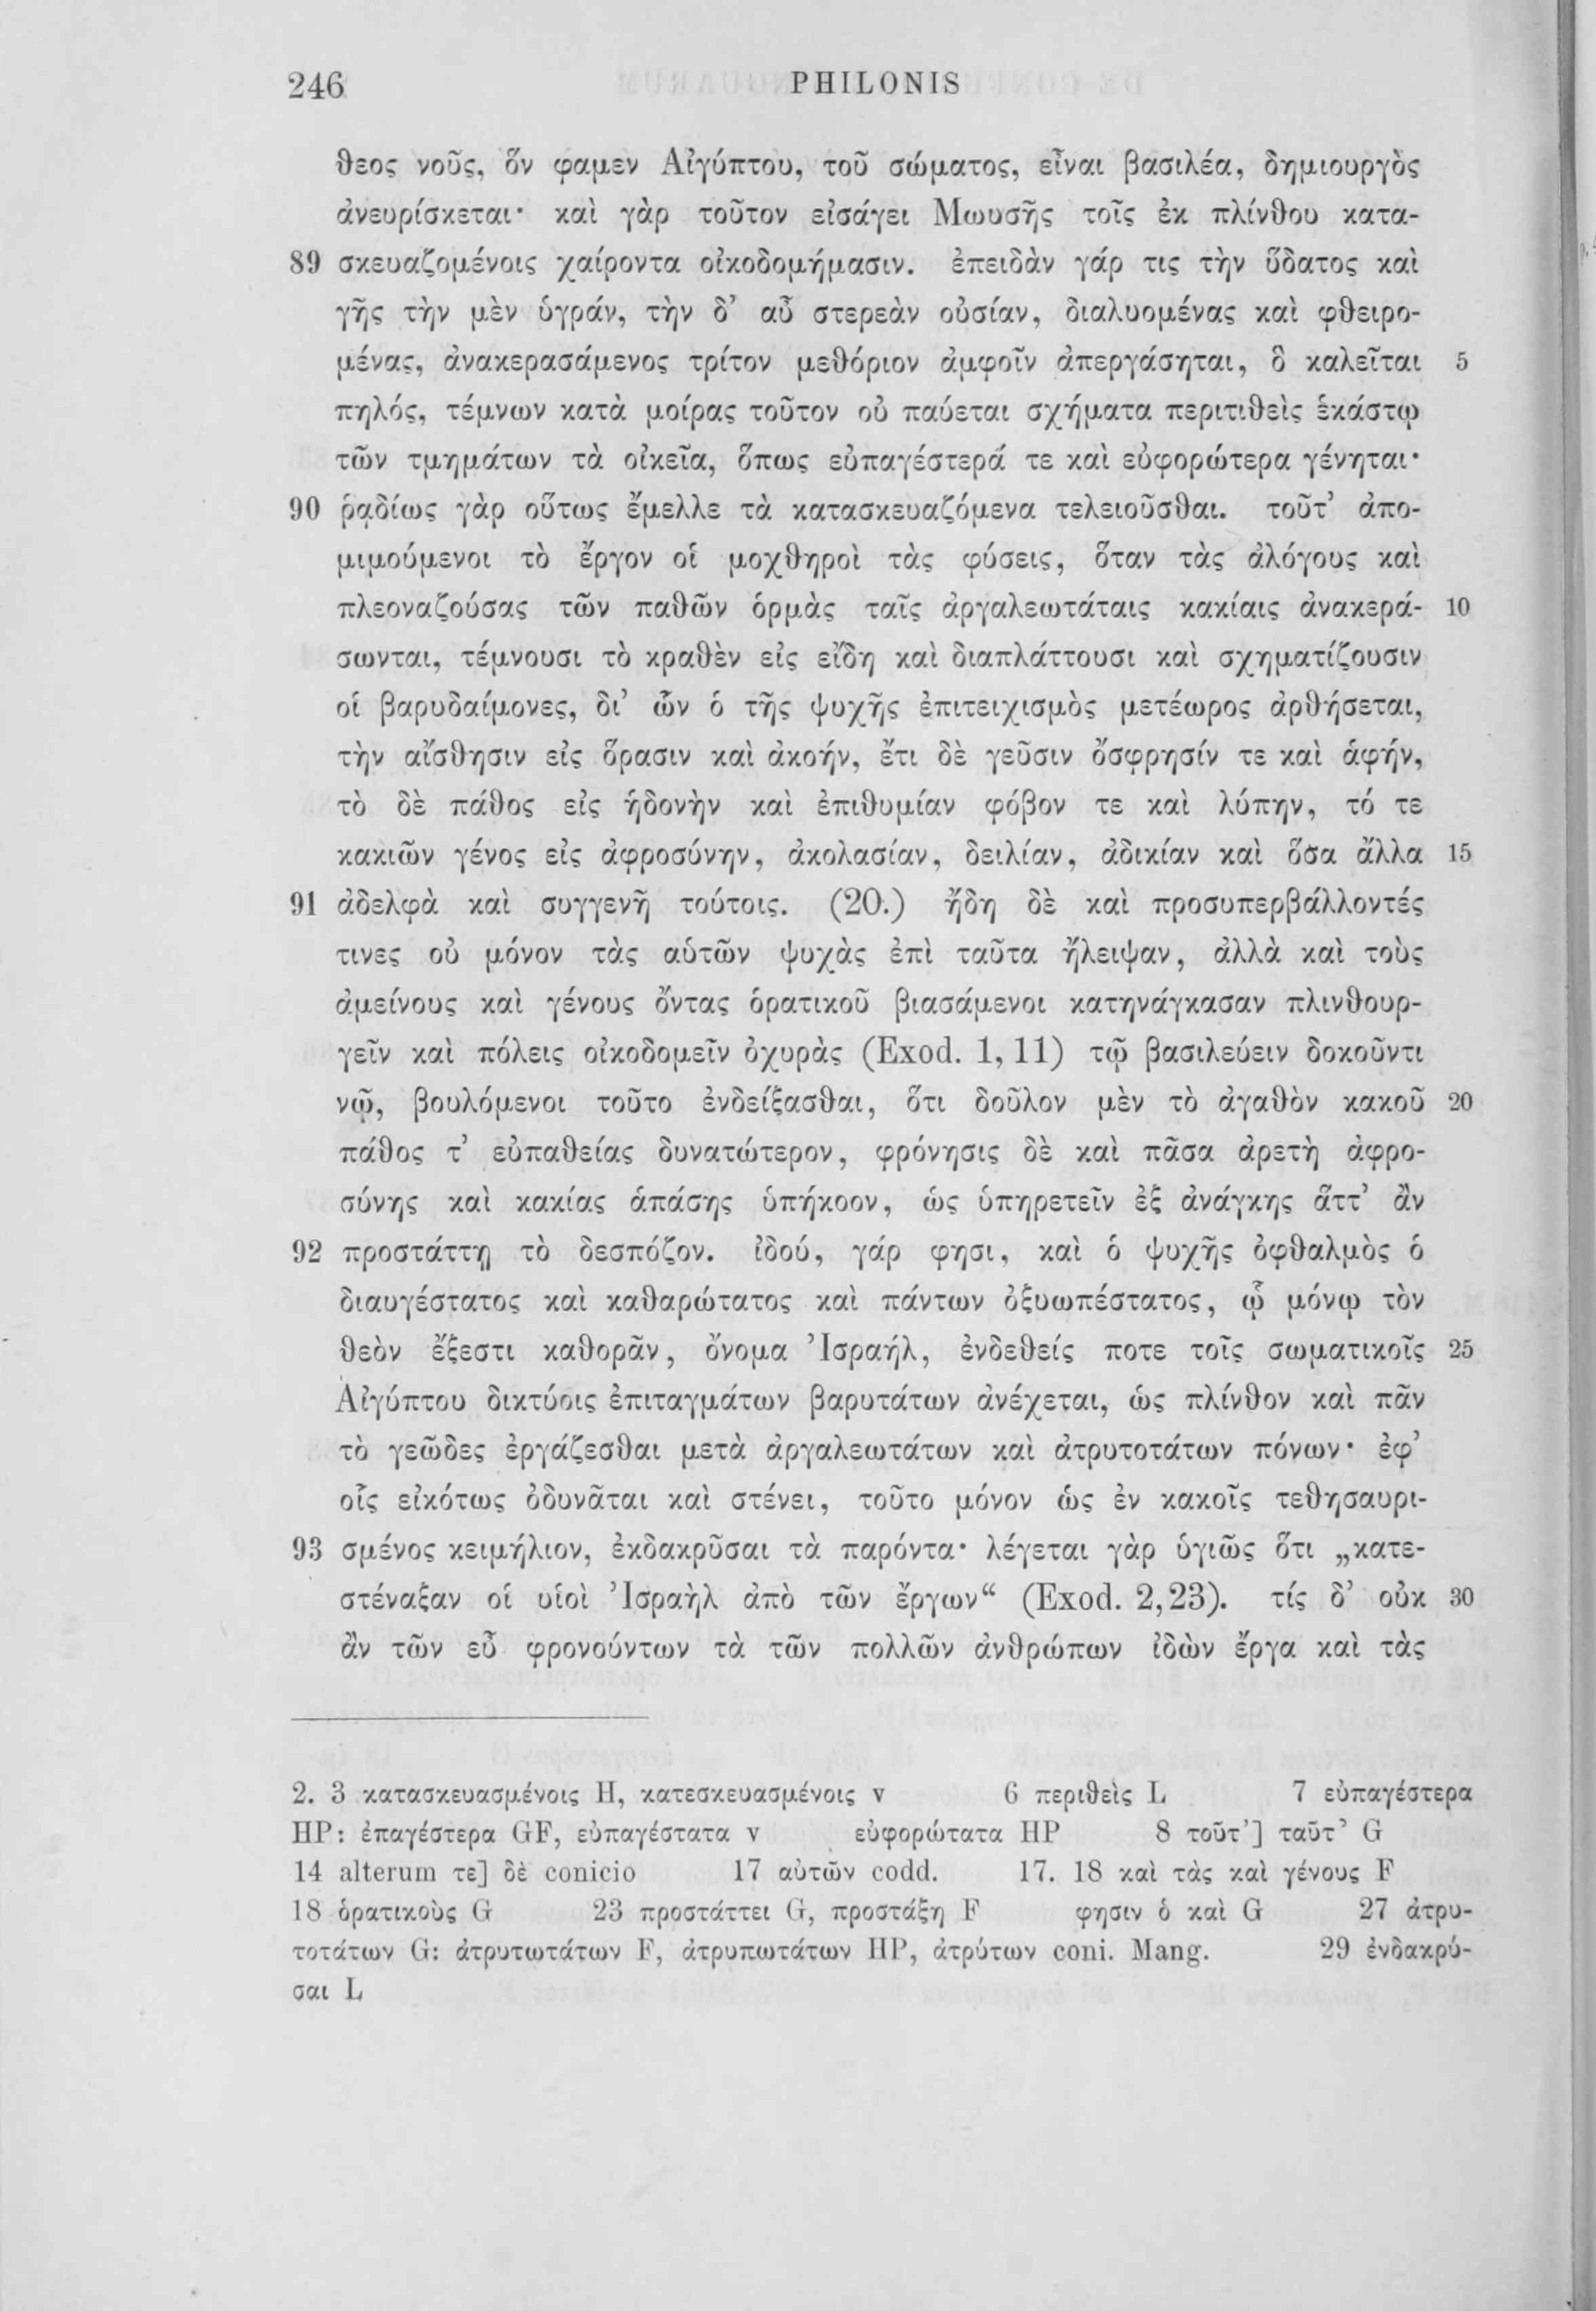 246 PHILONIS
θεος νοῦς, ὅν φαμεν Αἰγύπτου, τοῦ σώματος, εἶναι βασιλέα, δημιουργὸς
ἀνευρίσκεται· καὶ γὰρ τοῦτον εἰσάγει Μωυσῆς τοῖς ἐκ πλίνθου κατα-
89 σκευαζομένοις χαίροντα οἰκοδομήμασιν. ἐπειδὰν γάρ τις τὴν ὕδατος καὶ
γῆς τὴν μὲν ὑγράν, τὴν δ’ αὖ στερεὰν οὐσίαν, διαλυομένας καὶ φθειρο-
μένας, ἀνακερασάμενος τρίτον μεθόριον ἀμφοῖν ἀπεργάσηται, ὃ καλεῖται 5
πηλός, τέμνων κατὰ μοίρας τοῦτον οὐ παύεται σχήματα περιτιθεὶς ἑκάστῳ
τῶν τμημάτων τὰ οἰκεῖα, ὅπως εὐπαγέστερά τε καὶ εὐφορώτερα γένηται·
90 ῥᾳδίως γὰρ οὕτως ἔμελλε τὰ κατασκευαζόμενα τελειοῦσθαι. τοῦτ’ ἀπο-
μιμούμενοι τὸ ἔργον οἱ μοχθηροὶ τὰς φύσεις, ὅταν τὰς ἀλόγους καὶ
πλεοναζούσας τῶν παθῶν ὁρμὰς ταῖς ἀργαλεωτάταις κακίαις ἀνακερά- 10
σωνται, τέμνουσι τὸ κραθὲν εἰς εἴδη καὶ διαπλάττουσι καὶ σχηματίζουσιν
οἱ βαρυδαίμονες, δι’ ὧν ὁ τῆς ψυχῆς ἐπιτειχισμὸς μετέωρος ἀρθήσεται,
τὴν αἴσθησιν εἰς ὅρασιν καὶ ἀκοήν, ἔτι δὲ γεῦσιν ὄσφρησίν τε καὶ ἁφήν,
τὸ δὲ πάθος εἰς ἡδονὴν καὶ ἐπιθυμίαν φόβον τε καὶ λύπην, τό τε
κακιῶν γένος εἰς ἀφροσύνην, ἀκολασίαν, δειλίαν, ἀδικίαν καὶ ὅσα ἄλλα 15
91 ἀδελφὰ καὶ συγγενῆ τούτοις. (20.) ἤδη δὲ καὶ προσυπερβάλλοντές
τινες οὐ μόνον τὰς αὑτῶν ψυχὰς ἐπὶ ταῦτα ἤλειψαν, ἀλλὰ καὶ τοὺς
ἀμείνους καὶ γένους ὄντας ὁρατικοῦ βιασάμενοι κατηνάγκασαν πλινθουρ-
γεῖν καὶ πόλεις οἰκοδομεῖν ὀχυρὰς (Exod. 1, 11) τῷ βασιλεύειν δοκοῦντι
νῷ, βουλόμενοι τοῦτο ἐνδείξασθαι, ὅτι δοῦλον μὲν τὸ ἀγαθὸν κακοῦ 20
πάθος τ’ εὐπαθείας δυνατώτερον, φρόνησις δὲ καὶ πᾶσα ἀρετὴ ἀφρο-
σύνης καὶ κακίας ἁπάσης ὑπήκοον, ὡς ὑπηρετεῖν ἐξ ἀνάγκης ἅττ’ ἂν
92 προστάττῃ τὸ δεσπόζον. ἰδού, γάρ φησι, καὶ ὁ ψυχῆς ὀφθαλμὸς ὁ
διαυγέστατος καὶ καθαρώτατος καὶ πάντων ὀξυωπέστατος, ᾧ μόνῳ τὸν
θεὸν ἔξεστι καθορᾶν, ὄνομα Ἰσραήλ, ἐνδεθείς ποτε τοῖς σωματικοῖς 25
Αἰγύπτου δικτύοις ἐπιταγμάτων βαρυτάτων ἀνέχεται, ὡς πλίνθον καὶ πᾶν
τὸ γεῶδες ἐργάζεσθαι μετὰ ἀργαλεωτάτων καὶ ἀτρυτοτάτων πόνων· ἐφ’
οἷς εἰκότως ὀδυνᾶται καὶ στένει, τοῦτο μόνον ὡς ἐν κακοῖς τεθησαυρι-
93 σμένος κειμήλιον, ἐκδακρῦσαι τὰ παρόντα· λέγεται γὰρ ὑγιῶς ὅτι „κατε-
στέναξαν οἱ υἱοὶ Ἰσραὴλ ἀπὸ τῶν ἔργων“ (Exod. 2,23). τίς δ’ οὐκ 30
ἂν τῶν εὖ φρονούντων τὰ τῶν πολλῶν ἀνθρώπων ἰδὼν ἔργα καὶ τὰς
2. 3 κατασκευασμένοις H, κατεσκευασμένοις v 6 περιθεὶς L 7 εὐπαγέστερα
HP: ἐπαγέστερα GF, εὐπαγέστατα v εὐφορώτατα HP 8 τοῦτ’] ταῦτ’ G
14 alterum τε] δὲ conicio 17 αὐτῶν codd. 17. 18 καὶ τὰς καὶ γένους F
18 ὁρατικοὺς G 23 προστάττει G, προστάξῃ F φησιν ὁ καὶ G 27 ἀτρυ-
τοτάτων G: ἀτρυτωτάτων F, ἀτρυπωτάτων HP, ἀτρύτων coni. Mang. 29 ἐνδακρύ-
σαι L